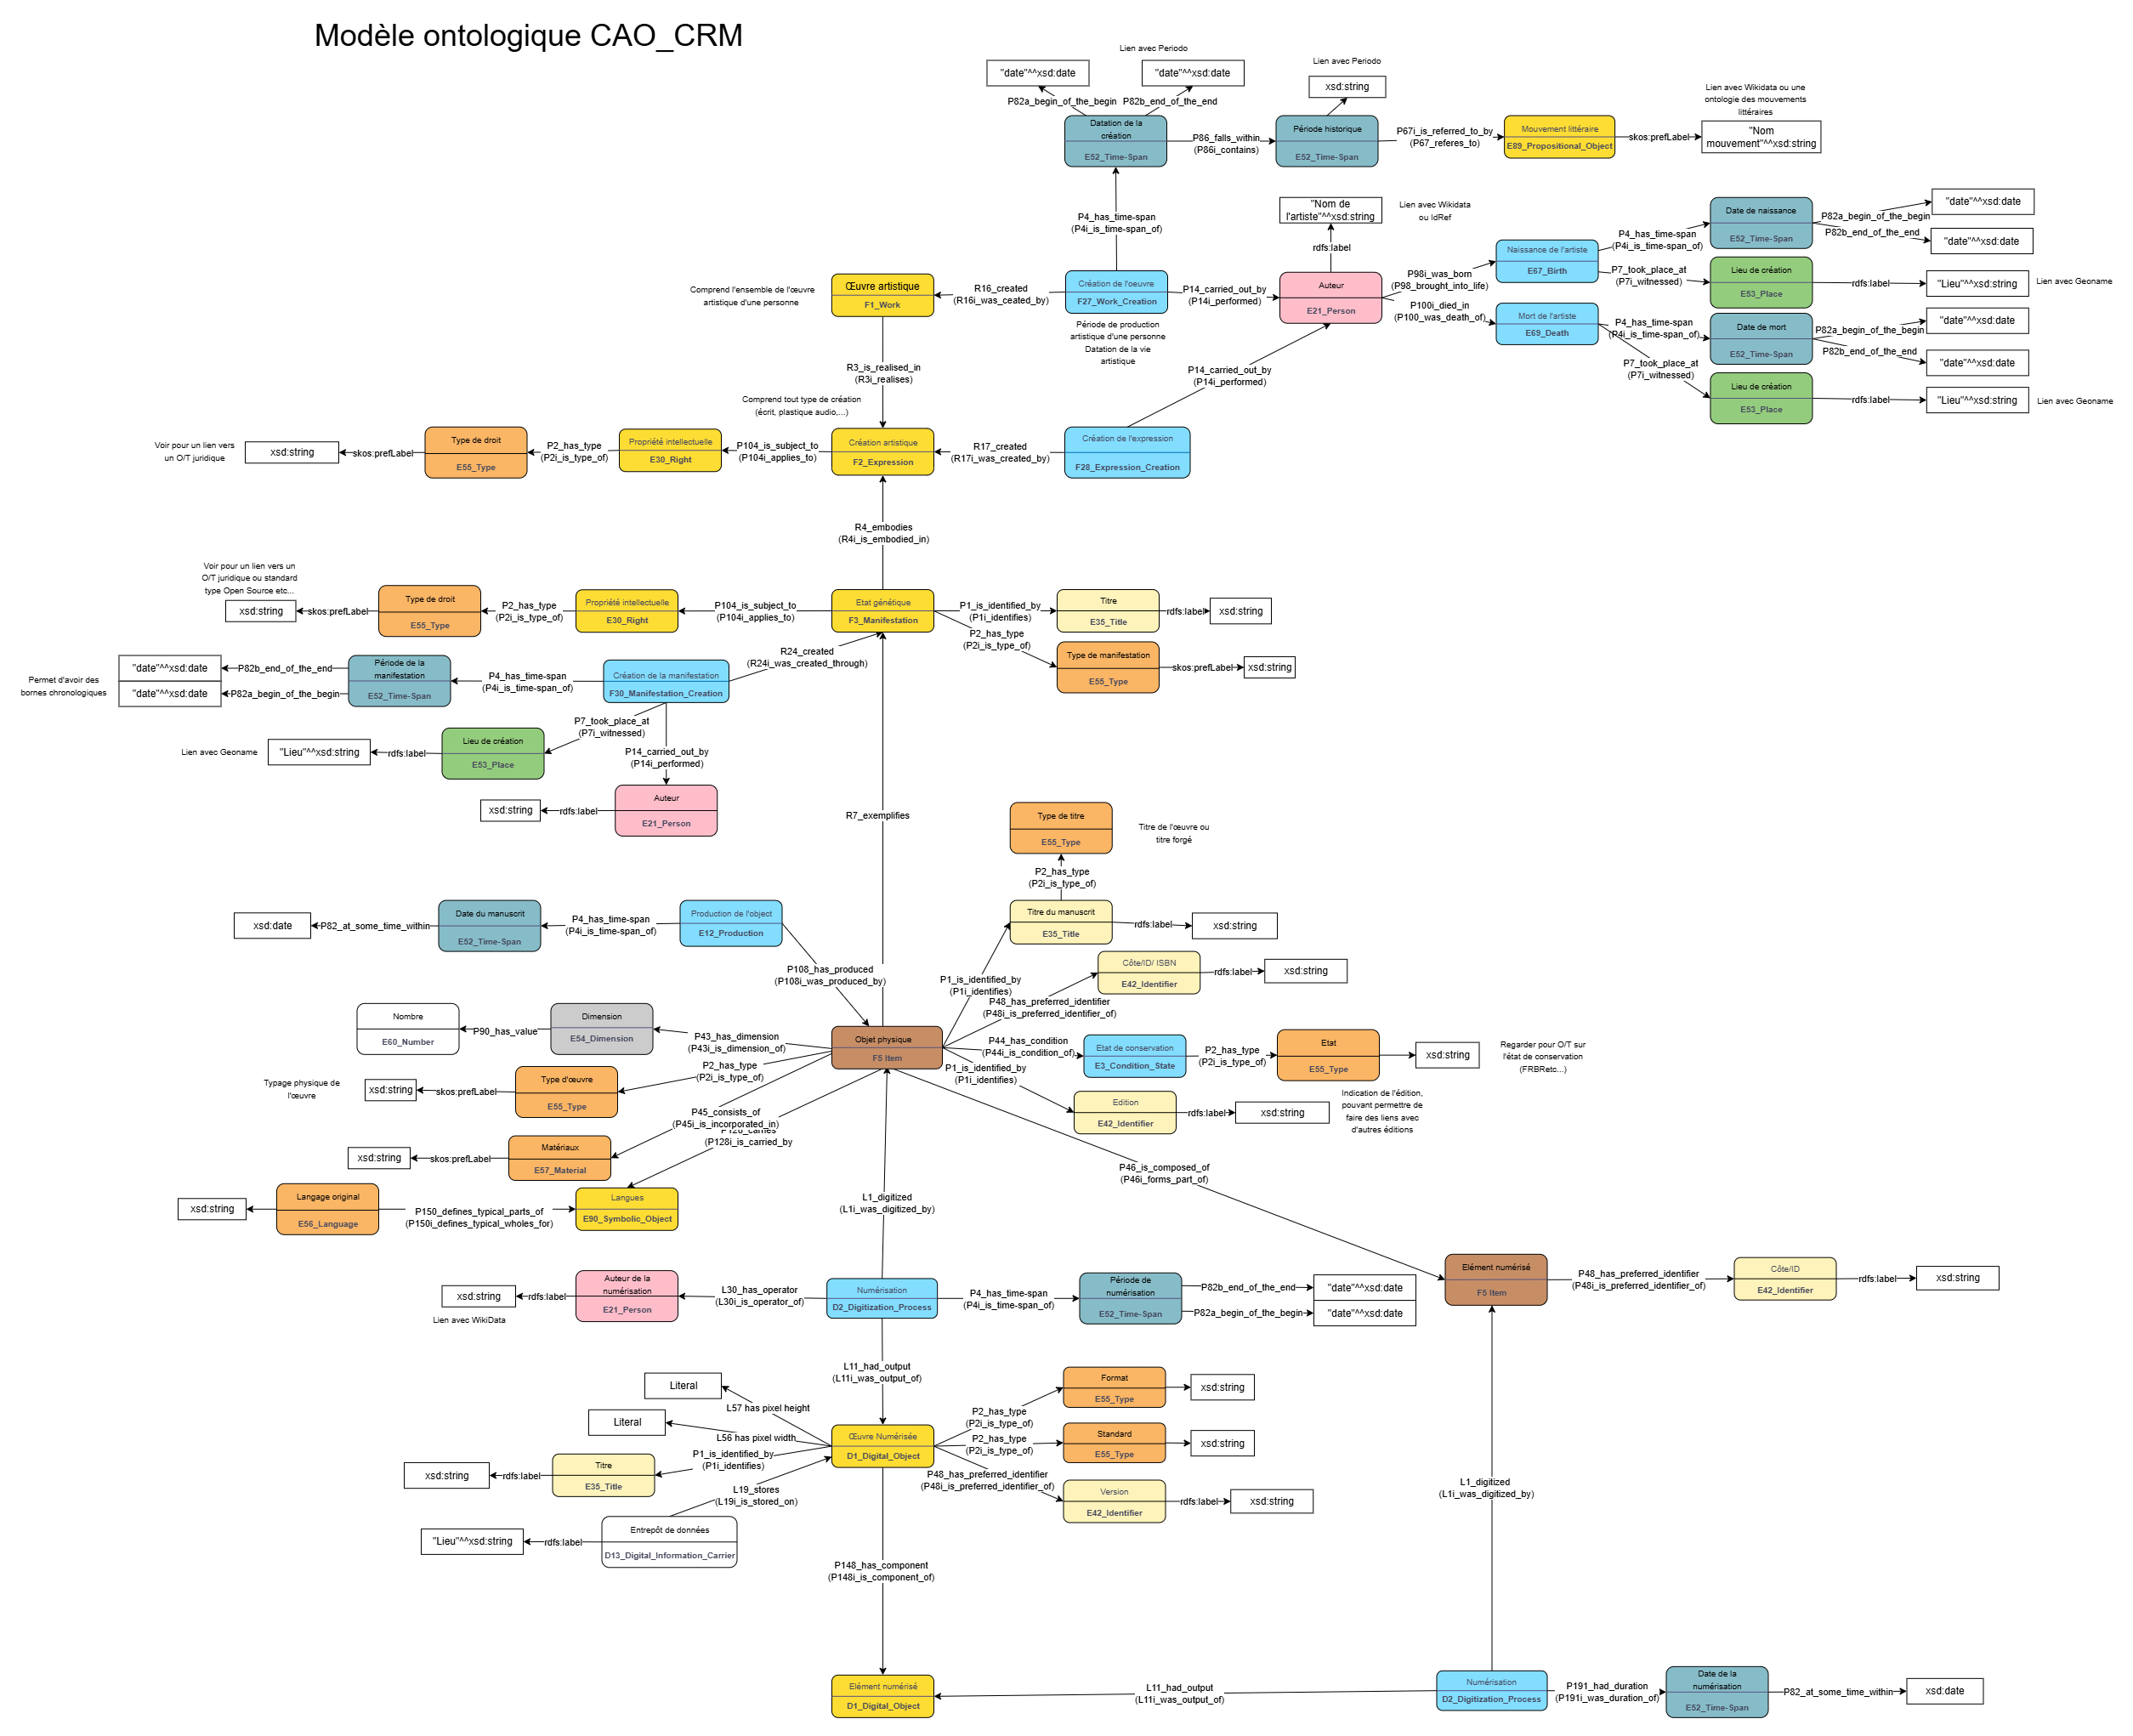 Modèle ontologique CAO_CRM
Lien avec Periodo
"date"^^xsd:date
"date"^^xsd:date
P82a_begin_of_the_begin
P82b_end_of_the_end
Lien avec Periodo
xsd:string
Datation de la
création
E52_Time-Span
P86_falls_within
(P86i_contains)
Période historique
E52_Time-Span
P67i_is_referred_to_by
(P67_referes_to)
Mouvement littéraire
E89_Propositional_Object
skos:prefLabel
Lien avec Wikidata ou une
ontologie des mouvements
littéraires
"Nom
mouvement"^^xsd:string
P4_has_time-span
(P4i_is_time-span_of)
"Nom de
l'artiste"^^xsd:string
Lien avec Wikidata
ou IdRef
rdfs:label
Comprend l'ensemble de l'œuvre
artistique d'une personne
Œuvre artistique
F1_Work
R16_created
(R16i_was_ceated_by)
Création de l'oeuvre
F27_Work_Creation
Période de production
artistique d'une personne
Datation de la vie
artistique
P14_carried_out_by
(P14i_performed)
Auteur
E21_Person
P98i_was_born
(P98_brought_into_life)
P100i_died_in
(P100_was_death_of)
Naissance de l'artiste
E67_Birth
Mort de l'artiste
E69_Death
P4_has_time-span
(P4i_is_time-span_of)
P7_took_place_at
(P7i_witnessed)
Date de naissance
E52_Time-Span
P82a_begin_of_the_begin
P82b_end_of_the_end
"date"^^xsd:date
"date"^^xsd:date
Lieu de création
E53_Place
rdfs:label
"Lieu"^^xsd:string
Lien avec Geoname
P4_has_time-span
(P4i_is_time-span_of)
P7_took_place_at
(P7i_witnessed)
Date de mort
E52_Time-Span
P82a_begin_of_the_begin
P82b_end_of_the_end
"date"^^xsd:date
"date"^^xsd:date
Lieu de création
E53_Place
rdfs:label
"Lieu"^^xsd:string
Lien avec Geoname
R3_is_realised_in
(R3i_realises)
P14_carried_out_by
(P14i_performed)
Comprend tout type de création
(écrit, plastique audio,...)
Voir pour un lien vers
un O/T juridique
xsd:string
skos:prefLabel
Type de droit
E55_Type
P2_has_type
(P2i_is_type_of)
Propriété intellectuelle
E30_Right
P104_is_subject_to
(P104i_applies_to)
Création artistique
F2_Expression
R17_created
(R17i_was_created_by)
Création de l'expression
F28_Expression_Creation
R4_embodies
(R4i_is_embodied_in)
Voir pour un lien vers un
O/T juridique ou standard
type Open Source etc...
xsd:string
skos:prefLabel
Type de droit
E55_Type
P2_has_type
(P2i_is_type_of)
Propriété intellectuelle
E30_Right
P104_is_subject_to
(P104i_applies_to)
Etat génétique
F3_Manifestation
P1_is_identified_by
(P1i_identifies)
Titre
E35_Title
rdfs:label
xsd:string
P2_has_type
(P2i_is_type_of)
Type de manifestation
E55_Type
skos:prefLabel
xsd:string
R24_created
(R24i_was_created_through)
Permet d'avoir des
bornes chronologiques
"date"^^xsd:date
"date"^^xsd:date
P82b_end_of_the_end
P82a_begin_of_the_begin
Période de la
manifestation
E52_Time-Span
P4_has_time-span
(P4i_is_time-span_of)
Création de la manifestation
F30_Manifestation_Creation
P7_took_place_at
(P7i_witnessed)
P14_carried_out_by
(P14i_performed)
Lien avec Geoname
"Lieu"^^xsd:string
rdfs:label
Lieu de création
E53_Place
xsd:string
rdfs:label
Auteur
E21_Person
R7_exemplifies
Type de titre
E55_Type
Titre de l'œuvre ou
titre forgé
P2_has_type
(P2i_is_type_of)
Titre du manuscrit
E35_Title
rdfs:label
xsd:string
xsd:date
P82_at_some_time_within
Date du manuscrit
E52_Time-Span
P4_has_time-span
(P4i_is_time-span_of)
Production de l'object
E12_Production
P108_has_produced
(P108i_was_produced_by)
P1_is_identified_by
(P1i_identifies)
P48_has_preferred_identifier
(P48i_is_preferred_identifier_of)
Côte/ID/ ISBN
E42_Identifier
rdfs:label
xsd:string
Nombre
E60_Number
P90_has_value
Dimension
E54_Dimension
P43_has_dimension
(P43i_is_dimension_of)
Objet physique
F5 Item
P44_has_condition
(P44i_is_condition_of)
Etat de conservation
E3_Condition_State
P2_has_type
(P2i_is_type_of)
Etat
E55_Type
xsd:string
Regarder pour O/T sur
l'état de conservation
(FRBRetc...)
P1_is_identified_by
(P1i_identifies)
Edition
E42_Identifier
rdfs:label
xsd:string
Indication de l'édition,
pouvant permettre de
faire des liens avec
d'autres éditions
Typage physique de
l'œuvre
xsd:string
skos:prefLabel
Type d'œuvre
E55_Type
P2_has_type
(P2i_is_type_of)
P45_consists_of
(P45i_is_incorporated_in)
(P128i_is_carried_by
xsd:string
skos:prefLabel
Matériaux
E57_Material
xsd:string
Langage original
E56_Language
P150_defines_typical_parts_of
(P150i_defines_typical_wholes_for)
Langues
E90_Symbolic_Object
L1_digitized
(L1i_was_digitized_by)
P46_is_composed_of
(P46i_forms_part_of)
xsd:string
rdfs:label
Lien avec WikiData
Auteur de la
numérisation
E21_Person
L30_has_operator
(L30i_is_operator_of)
Numérisation
D2_Digitization_Process
P4_has_time-span
(P4i_is_time-span_of)
Période de
numérisation
E52_Time-Span
P82b_end_of_the_end
P82a_begin_of_the_begin
"date"^^xsd:date
"date"^^xsd:date
Elément numérisé
F5 Item
P48_has_preferred_identifier
(P48i_is_preferred_identifier_of)
Côte/ID
E42_Identifier
rdfs:label
xsd:string
L11_had_output
(L11i_was_output_of)
Literal
L57 has pixel height
Literal
L56 has pixel width
Œuvre Numérisée
D1_Digital_Object
P2_has_type
(P2i_is_type_of)
Format
E55_Type
xsd:string
P2_has_type
(P2i_is_type_of)
Standard
E55_Type
xsd:string
P48_has_preferred_identifier
(P48i_is_preferred_identifier_of)
Version
E42_Identifier
rdfs:label
xsd:string
xsd:string
rdfs:label
Titre
E35_Title
P1_is_identified_by
(P1i_identifies)
L19_stores
(L19i_is_stored_on)
"Lieu"^^xsd:string
rdfs:label
Entrepôt de données
D13_Digital_Information_Carrier
L1_digitized
(L1i_was_digitized_by)
P148_has_component
(P148i_is_component_of)
Elément numérisé
D1_Digital_Object
L11_had_output
(L11i_was_output_of)
Numérisation
D2_Digitization_Process
P191_had_duration
(P191i_was_duration_of)
Date de la
numérisation
E52_Time-Span
P82_at_some_time_within
xsd:date